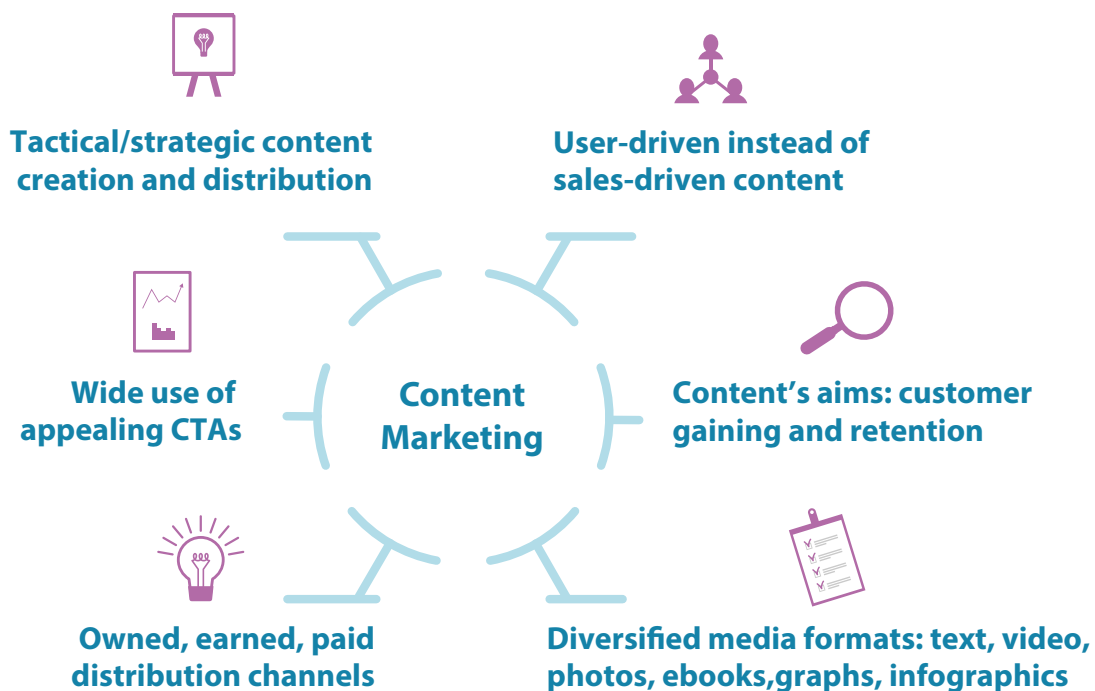 Tactical/strategic content
creation and distribution
User-driven instead of
sales-driven content
Wide use of
appealing CTAs
Content
Marketing
Content's aims: customer
gaining and retention
Owned, earned, paid
distribution channels
Diversified media formats: text, video,
photos, ebooks,graphs, infographics